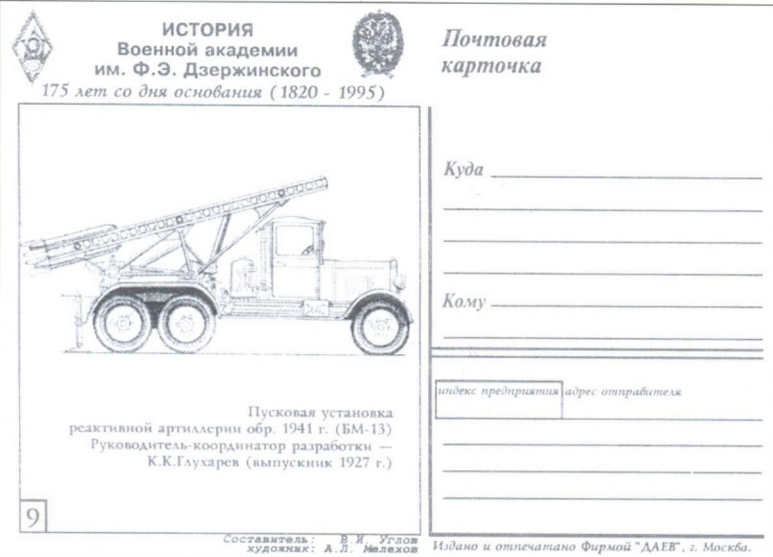 ИСТОРИЯ
Военной академии
им. Ф.Э. Дзержинского
175 лет со дня основания (1820 - 1995)
Пусковая установка
реактивной артиллерии обр. 1941 г. (БМ-13)
Руководитель-координатор разработки —
К.К.Глухарев (выпускник 1927 г.)
9
Составитель: В.И. Углов
художник: А.Л. Мелехов
Почтовая
карточка
Куда
Кому
индекс предприятия адрес отправителя
Издано и отпечатано Фирмой "ДАЕВ", г. Москва.